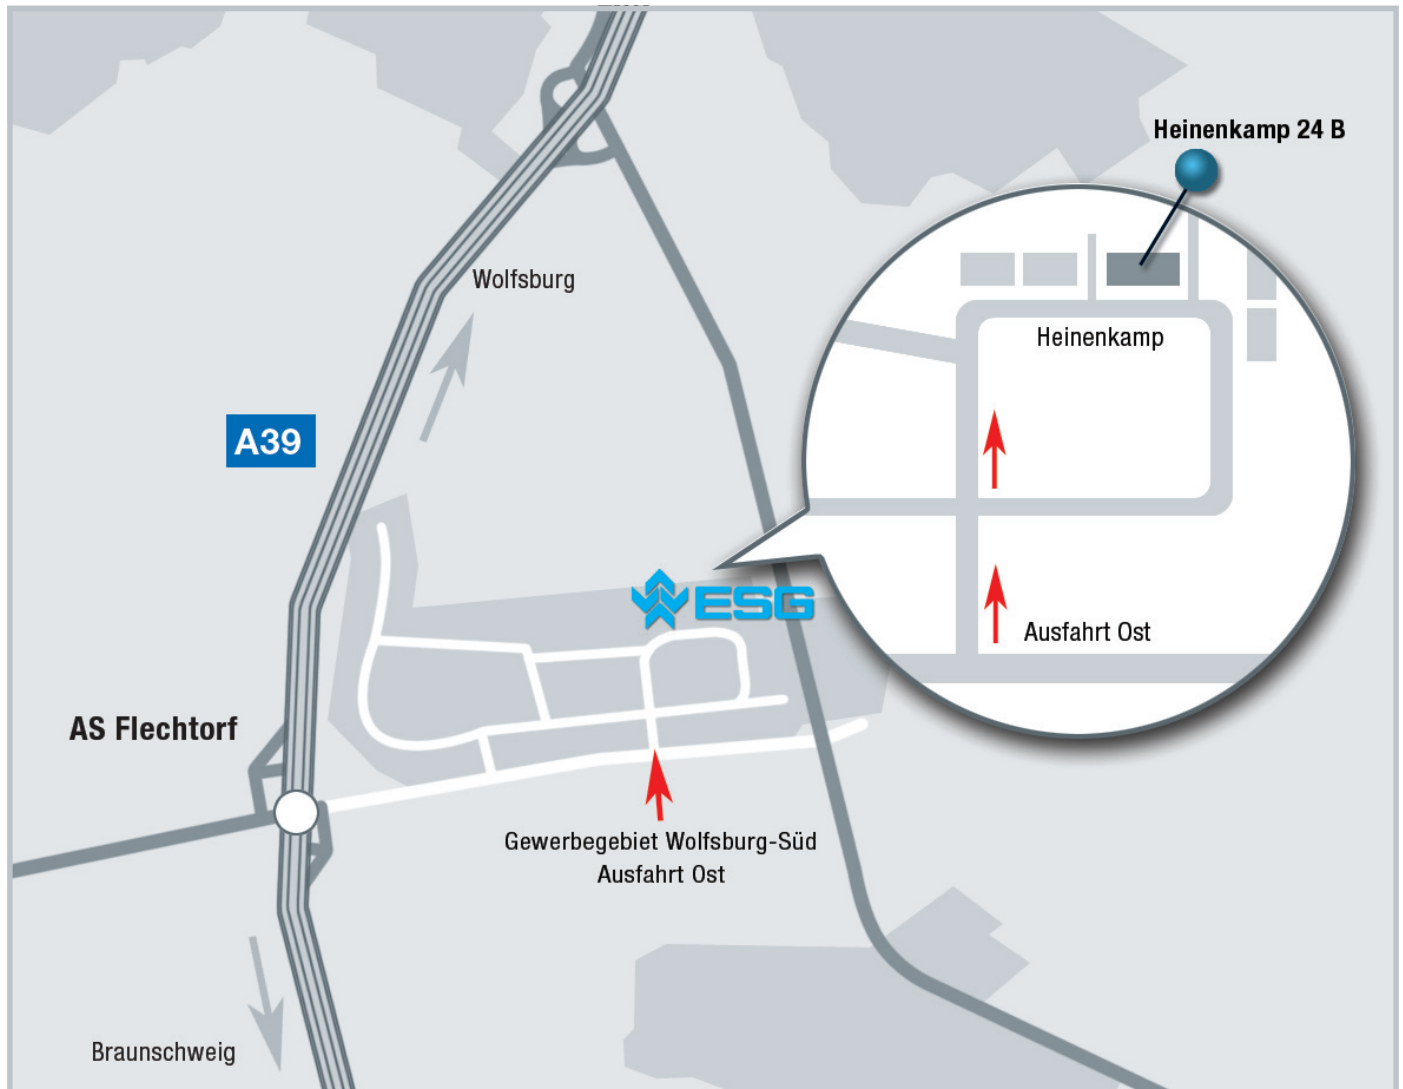 Heinenkamp 24 B
Wolfsburg
Heinenkamp
A39
ESG
Ausfahrt Ost
AS Flechtorf
Gewerbegebiet Wolfsburg-Süd
Ausfahrt Ost
Braunschweig